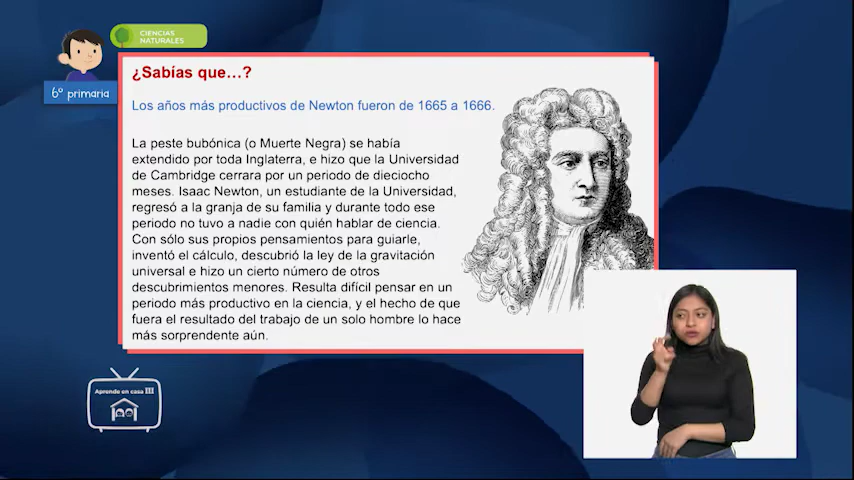 CIENCIAS
NATURALES
6º primaria
¿Sabías que…?
Los años más productivos de Newton fueron de 1665 a 1666.
La peste bubónica (o Muerte Negra) se había
extendido por toda Inglaterra, e hizo que la Universidad
de Cambridge cerrara por un periodo de dieciocho
meses. Isaac Newton, un estudiante de la Universidad,
regresó a la granja de su familia y durante todo ese
periodo no tuvo a nadie con quién hablar de ciencia.
Con sólo sus propios pensamientos para guiarle,
inventó el cálculo, descubrió la ley de la gravitación
universal e hizo un cierto número de otros
descubrimientos menores. Resulta difícil pensar en un
periodo más productivo en la ciencia, y el hecho de que
fuera el resultado del trabajo de un solo hombre lo hace
más sorprendente aún.
Aprende en casa III